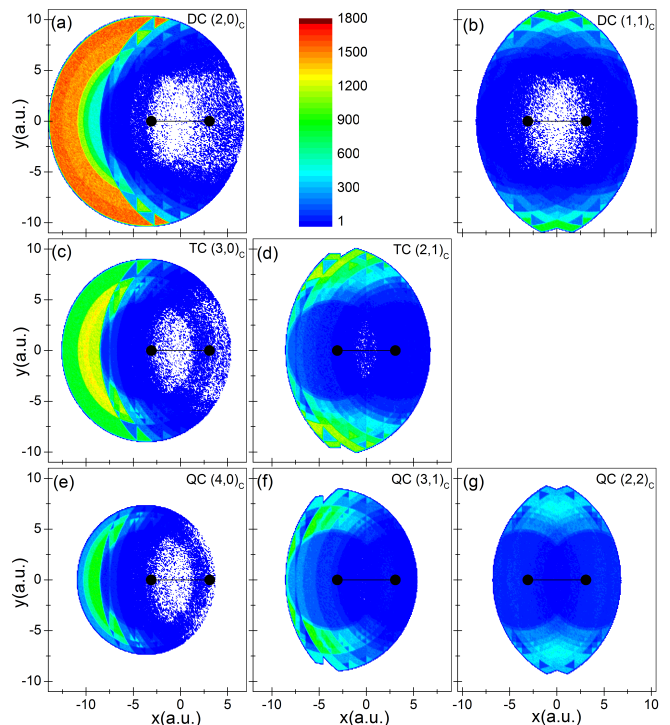 (a) DC (2,0)C
1800
1500
1200
900
600
300
1
(b) DC (1,1)C
10
5
0
-5
-10
y(a.u.)
(c) TC (3,0)C
(d) TC (2,1)C
10
5
0
-5
-10
y(a.u.)
(e) QC (4,0)C
(f) QC (3,1)C
(g) QC (2,2)C
10
5
0
-5
-10
y(a.u.)
-10 -5 0 5
-10 -5 0 5
-10 -5 0 5 10
x(a.u.) x(a.u.) x(a.u.)